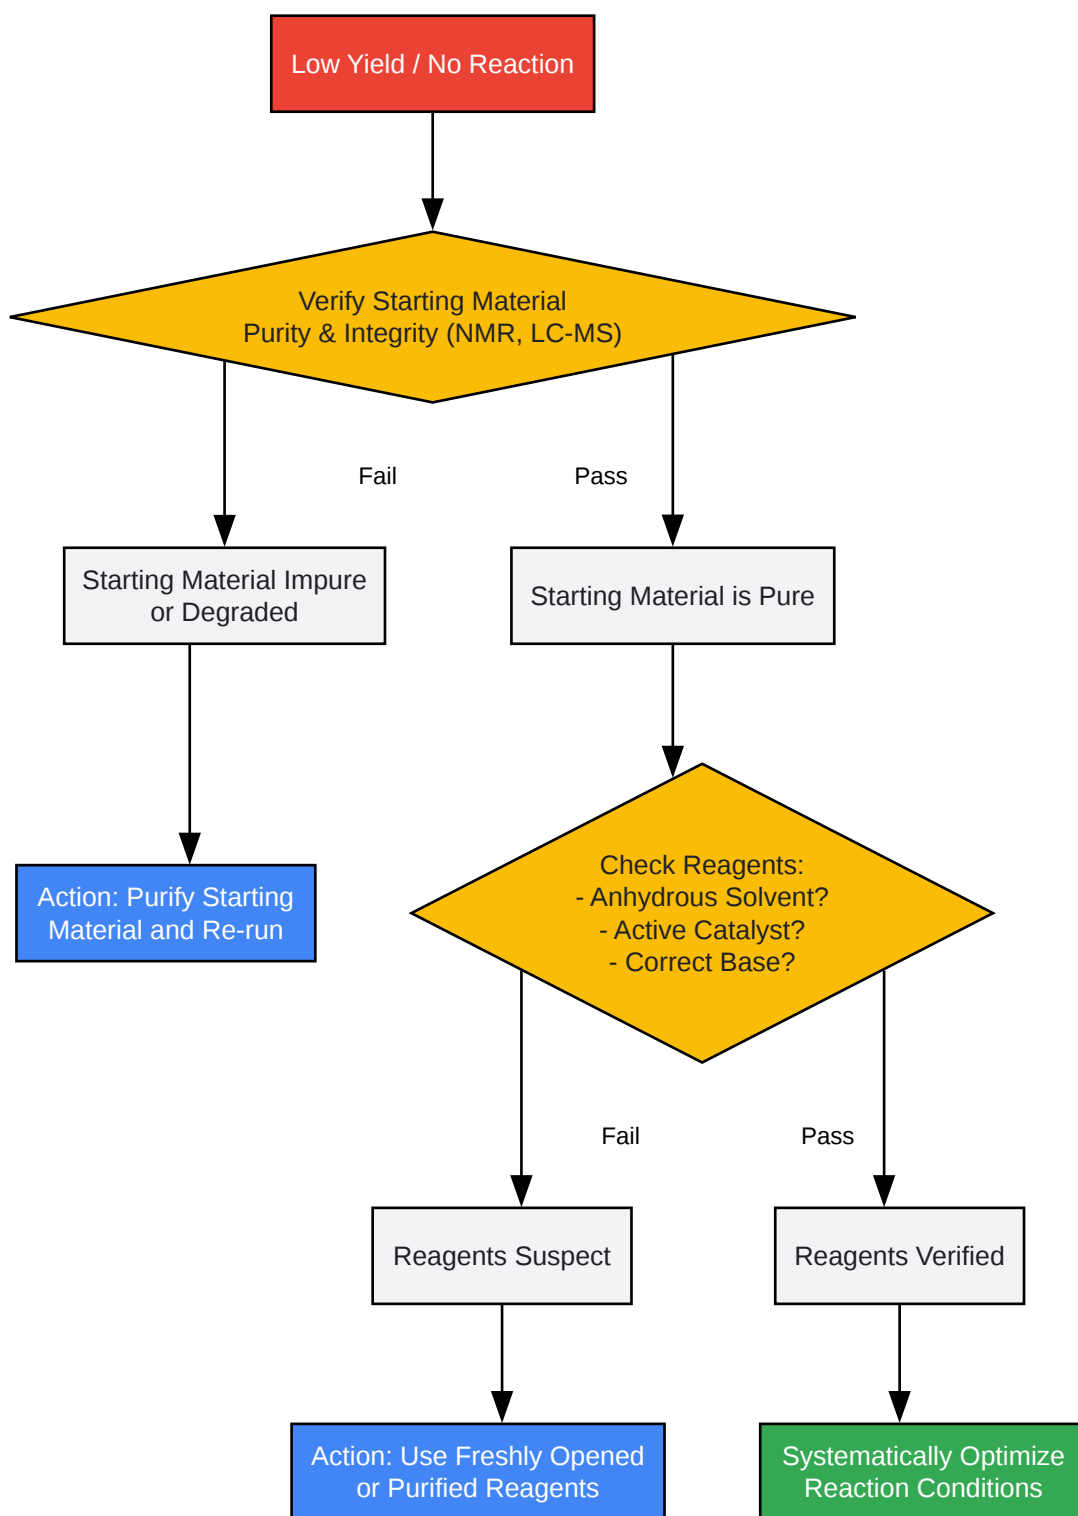 Low Yield / No Reaction
Verify Starting Material
Purity & Integrity (NMR, LC-MS)
Fail
Pass
Starting Material Impure
or Degraded
Starting Material is Pure
Action: Purify Starting
Material and Re-run
Check Reagents:
- Anhydrous Solvent?
- Active Catalyst?
- Correct Base?
Fail
Pass
Reagents Suspect
Reagents Verified
Action: Use Freshly Opened
or Purified Reagents
Systematically Optimize
Reaction Conditions